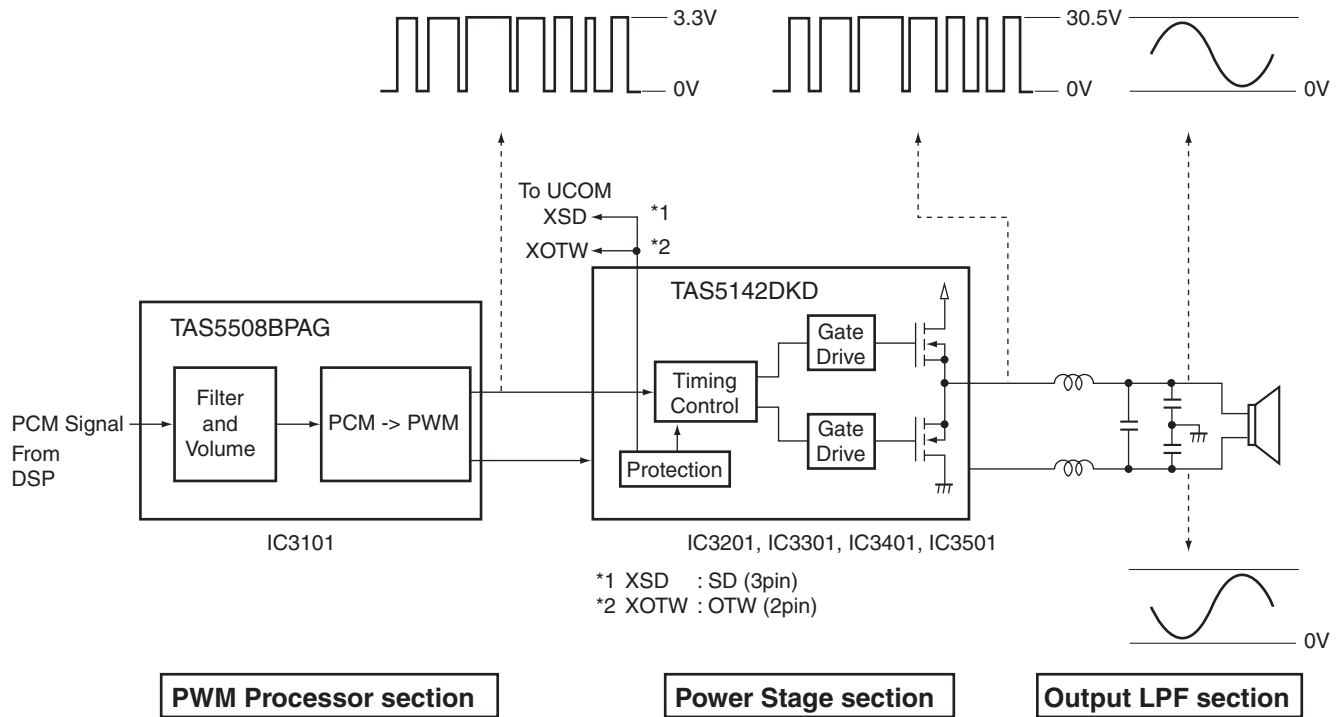 3.3V
0V
30.5V
0V
0V
To UCOM
XSD *1
XOTW *2
TAS5508BPAG
TAS5142DKD
Gate
Drive
Filter
and
Volume
PCM -> PWM
Timing
Control
PCM Signal
From
DSP
Gate
Drive
Protection
IC3101
IC3201, IC3301, IC3401, IC3501
*1 XSD : SD (3pin)
*2 XOTW : OTW (2pin)
0V
PWM Processor section
Power Stage section
Output LPF section